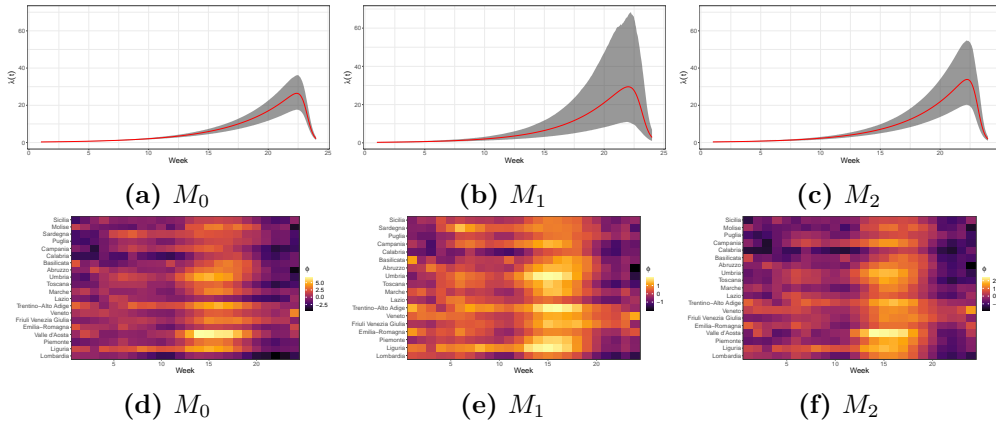 60
40
20
0
λ(t)
0 5 10 15 20 25
Week
60
40
20
0
λ(t)
0 5 10 15 20 25
Week
60
40
20
0
λ(t)
0 5 10 15 20 25
Week
(a) M0
(b) M1
(c) M2
Sicilia
Molise
Sardegna
Puglia
Campania
Calabria
Basilicata
Abruzzo
Umbria
Toscana
Marche
Lazio
Trentino−Alto Adige
Veneto
Friuli Venezia Giulia
Emilia−Romagna
Valle d'Aosta
Piemonte
Liguria
Lombardia
5 10 15 20
Week
ϕ
5.0
2.5
0.0
−2.5
Sicilia
Sardegna
Puglia
Campania
Calabria
Basilicata
Abruzzo
Umbria
Toscana
Marche
Lazio
Trentino−Alto Adige
Veneto
Friuli Venezia Giulia
Emilia−Romagna
Piemonte
Liguria
Lombardia
5 10 15 20
Week
ϕ
1
0
−1
Sicilia
Molise
Puglia
Campania
Calabria
Basilicata
Abruzzo
Umbria
Toscana
Marche
Lazio
Trentino−Alto Adige
Veneto
Friuli Venezia Giulia
Emilia−Romagna
Valle d'Aosta
Piemonte
Lombardia
5 10 15 20
Week
ϕ
(d) M0
(e) M1
(f) M2